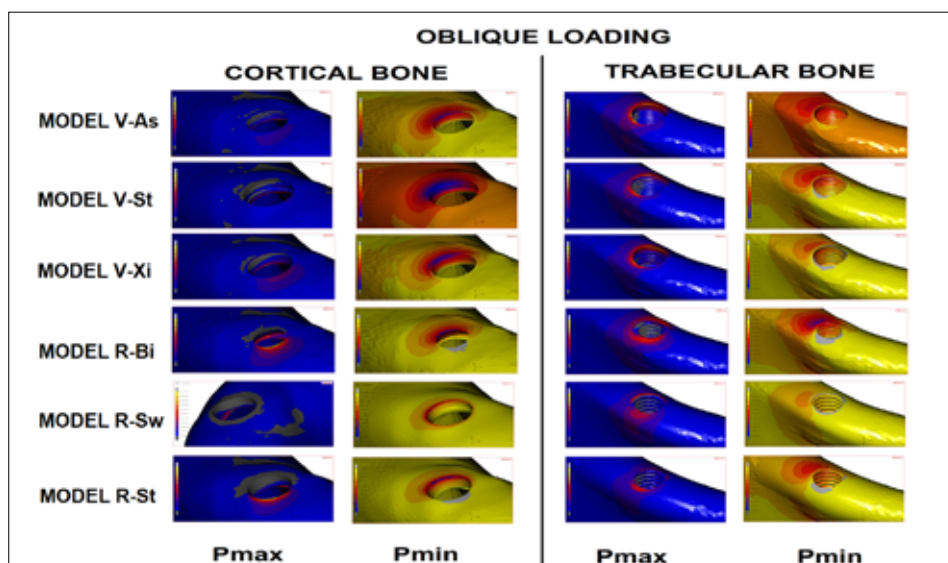 OBLIQUE LOADING
CORTICAL BONE
TRABECULAR BONE
MODEL V-As
MODEL V-St
MODEL V-Xi
MODEL R-Bi
MODEL R-Sw
MODEL R-St
Pmax
Pmin
Pmax
Pmin